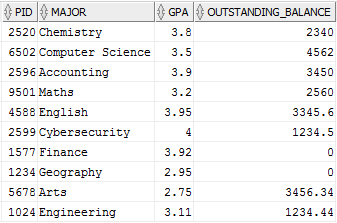 PID MAJOR GPA OUTSTANDING_BALANCE
2520 Chemistry 3.8 2340
6502 Computer Science 3.5 4562
2596 Accounting 3.9 3450
9501 Maths 3.2 2560
4588 English 3.95 3345.6
2599 Cybersecurity 4 1234.5
1577 Finance 3.92 0
1234 Geography 2.95 0
5678 Arts 2.75 3456.34
1024 Engineering 3.11 1234.44